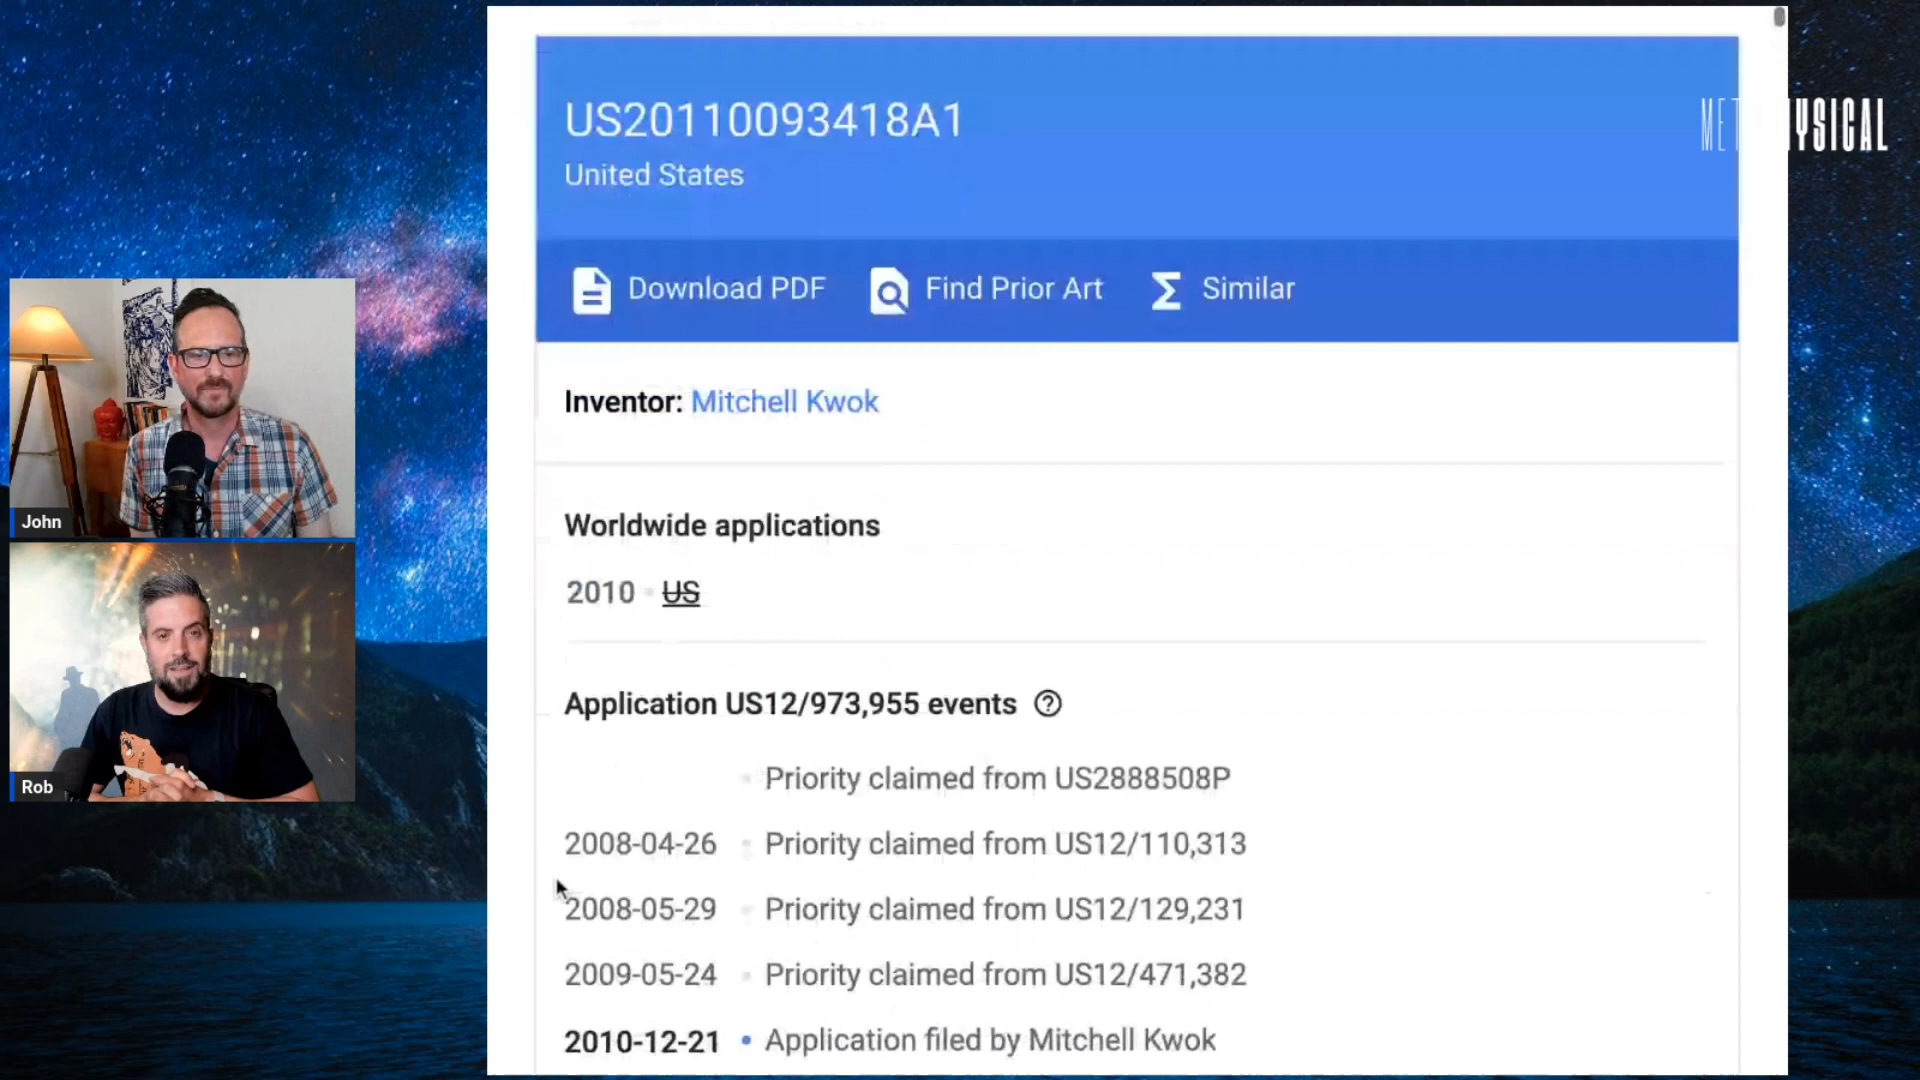 US20110093418A1
United States
METAPHYSICAL
Download PDF Find Prior Art Similar
Inventor: Mitchell Kwok
Worldwide applications
2010 US
Application US12/973,955 events
Priority claimed from US2888508P
2008-04-26 Priority claimed from US12/110,313
2008-05-29 Priority claimed from US12/129,231
2009-05-24 Priority claimed from US12/471,382
2010-12-21 Application filed by Mitchell Kwok
John
Rob